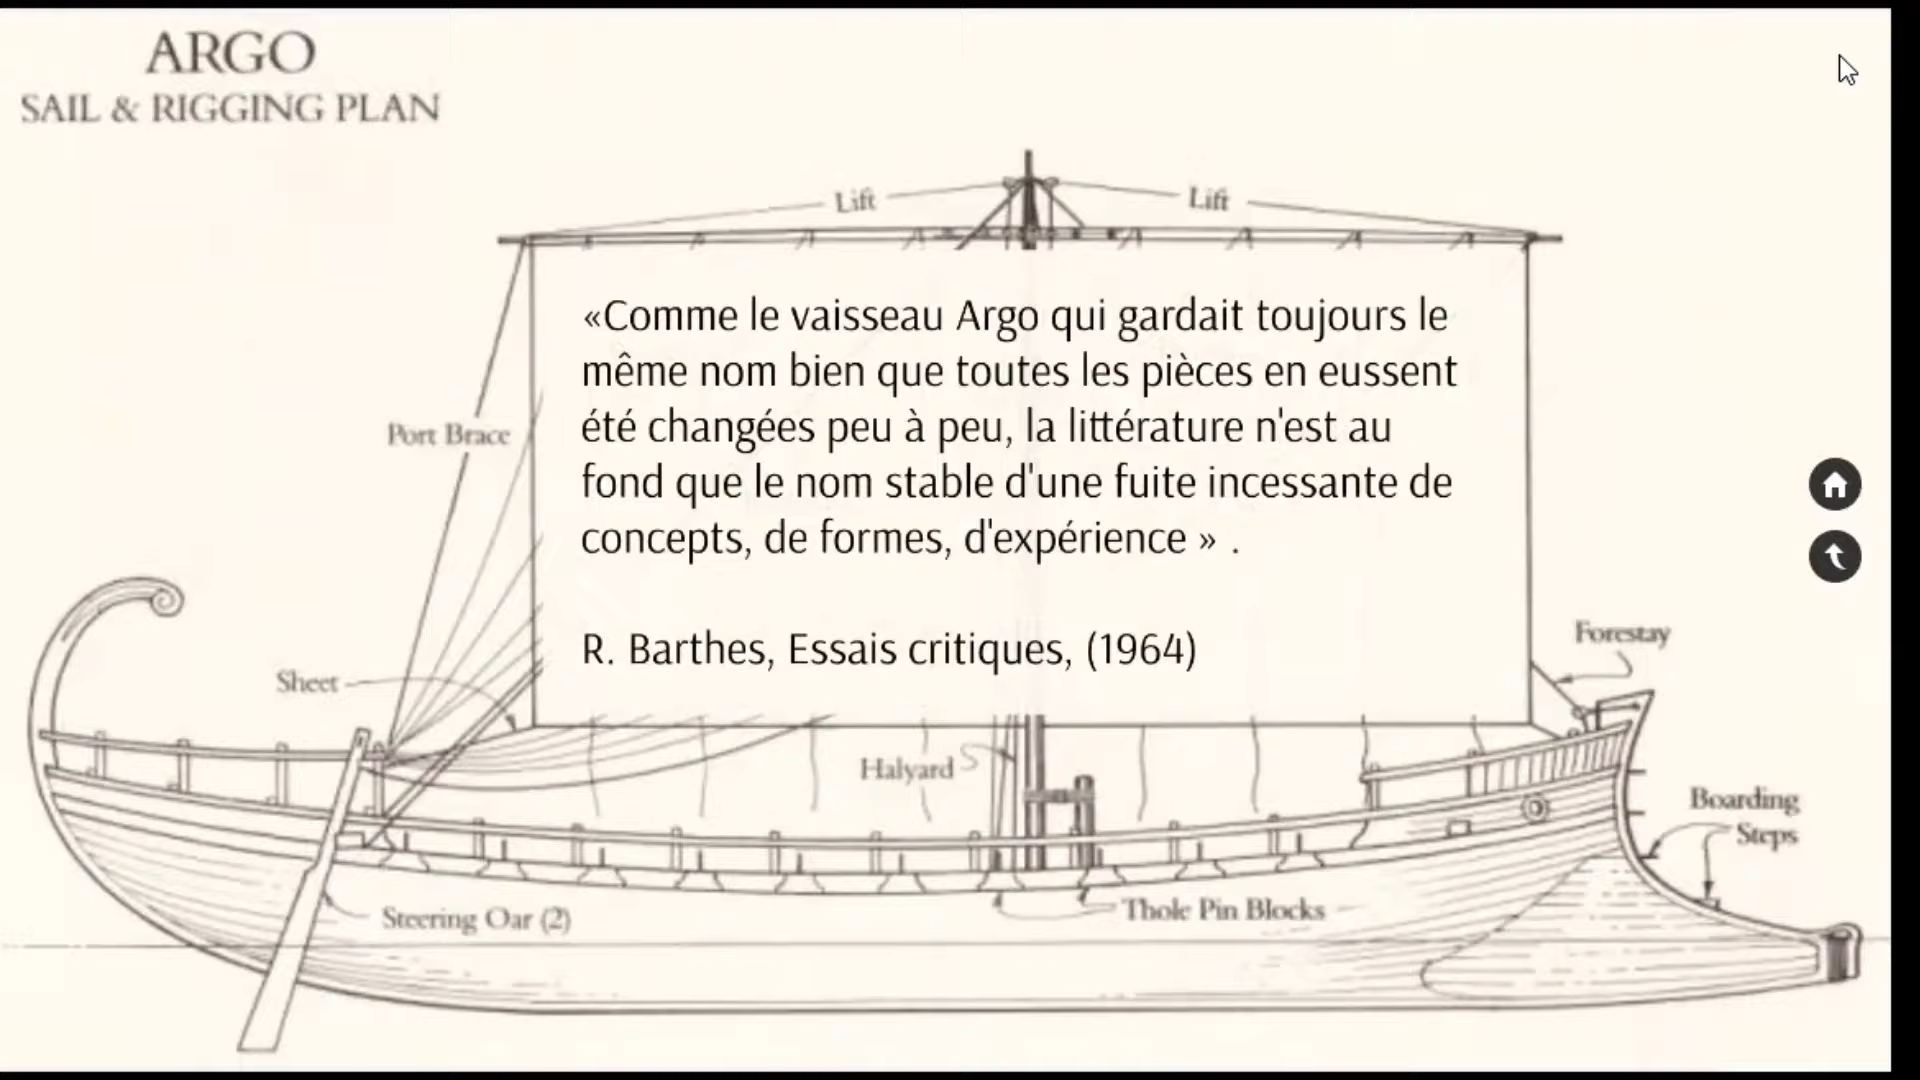 ARGO
SAIL & RIGGING PLAN
Lift
Lift
«Comme le vaisseau Argo qui gardait toujours le
même nom bien que toutes les pièces en eussent
été changées peu à peu, la littérature n'est au
fond que le nom stable d'une fuite incessante de
concepts, de formes, d'expérience » .
R. Barthes, Essais critiques, (1964)
Port Brace
Sheet
Forestay
Halyard
Boarding
Steps
Steering Oar (2)
Thole Pin Blocks